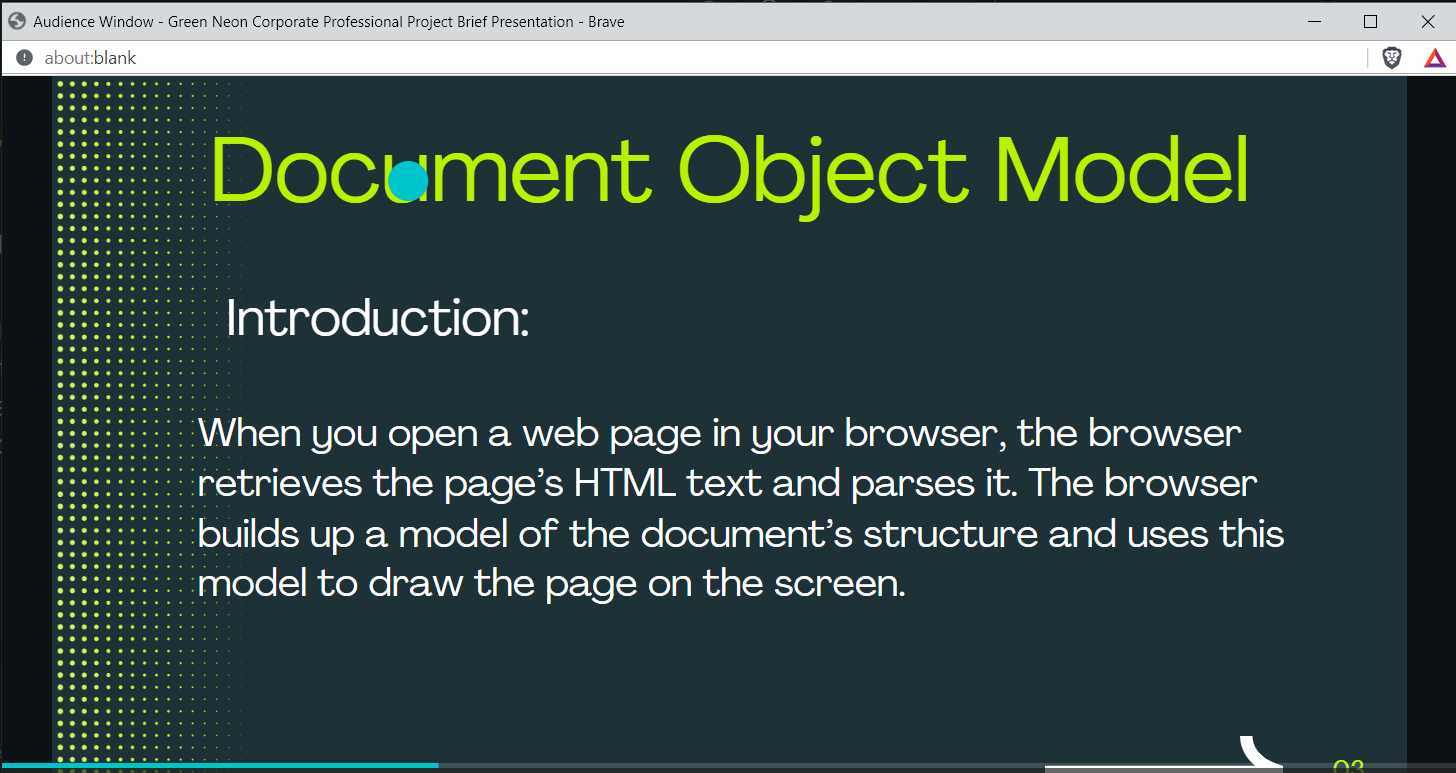 Audience Window - Green Neon Corporate Professional Project Brief Presentation - Brave
about:blank
Document Object Model
Introduction:
When you open a web page in your browser, the browser
retrieves the page’s HTML text and parses it. The browser
builds up a model of the document’s structure and uses this
model to draw the page on the screen.
03